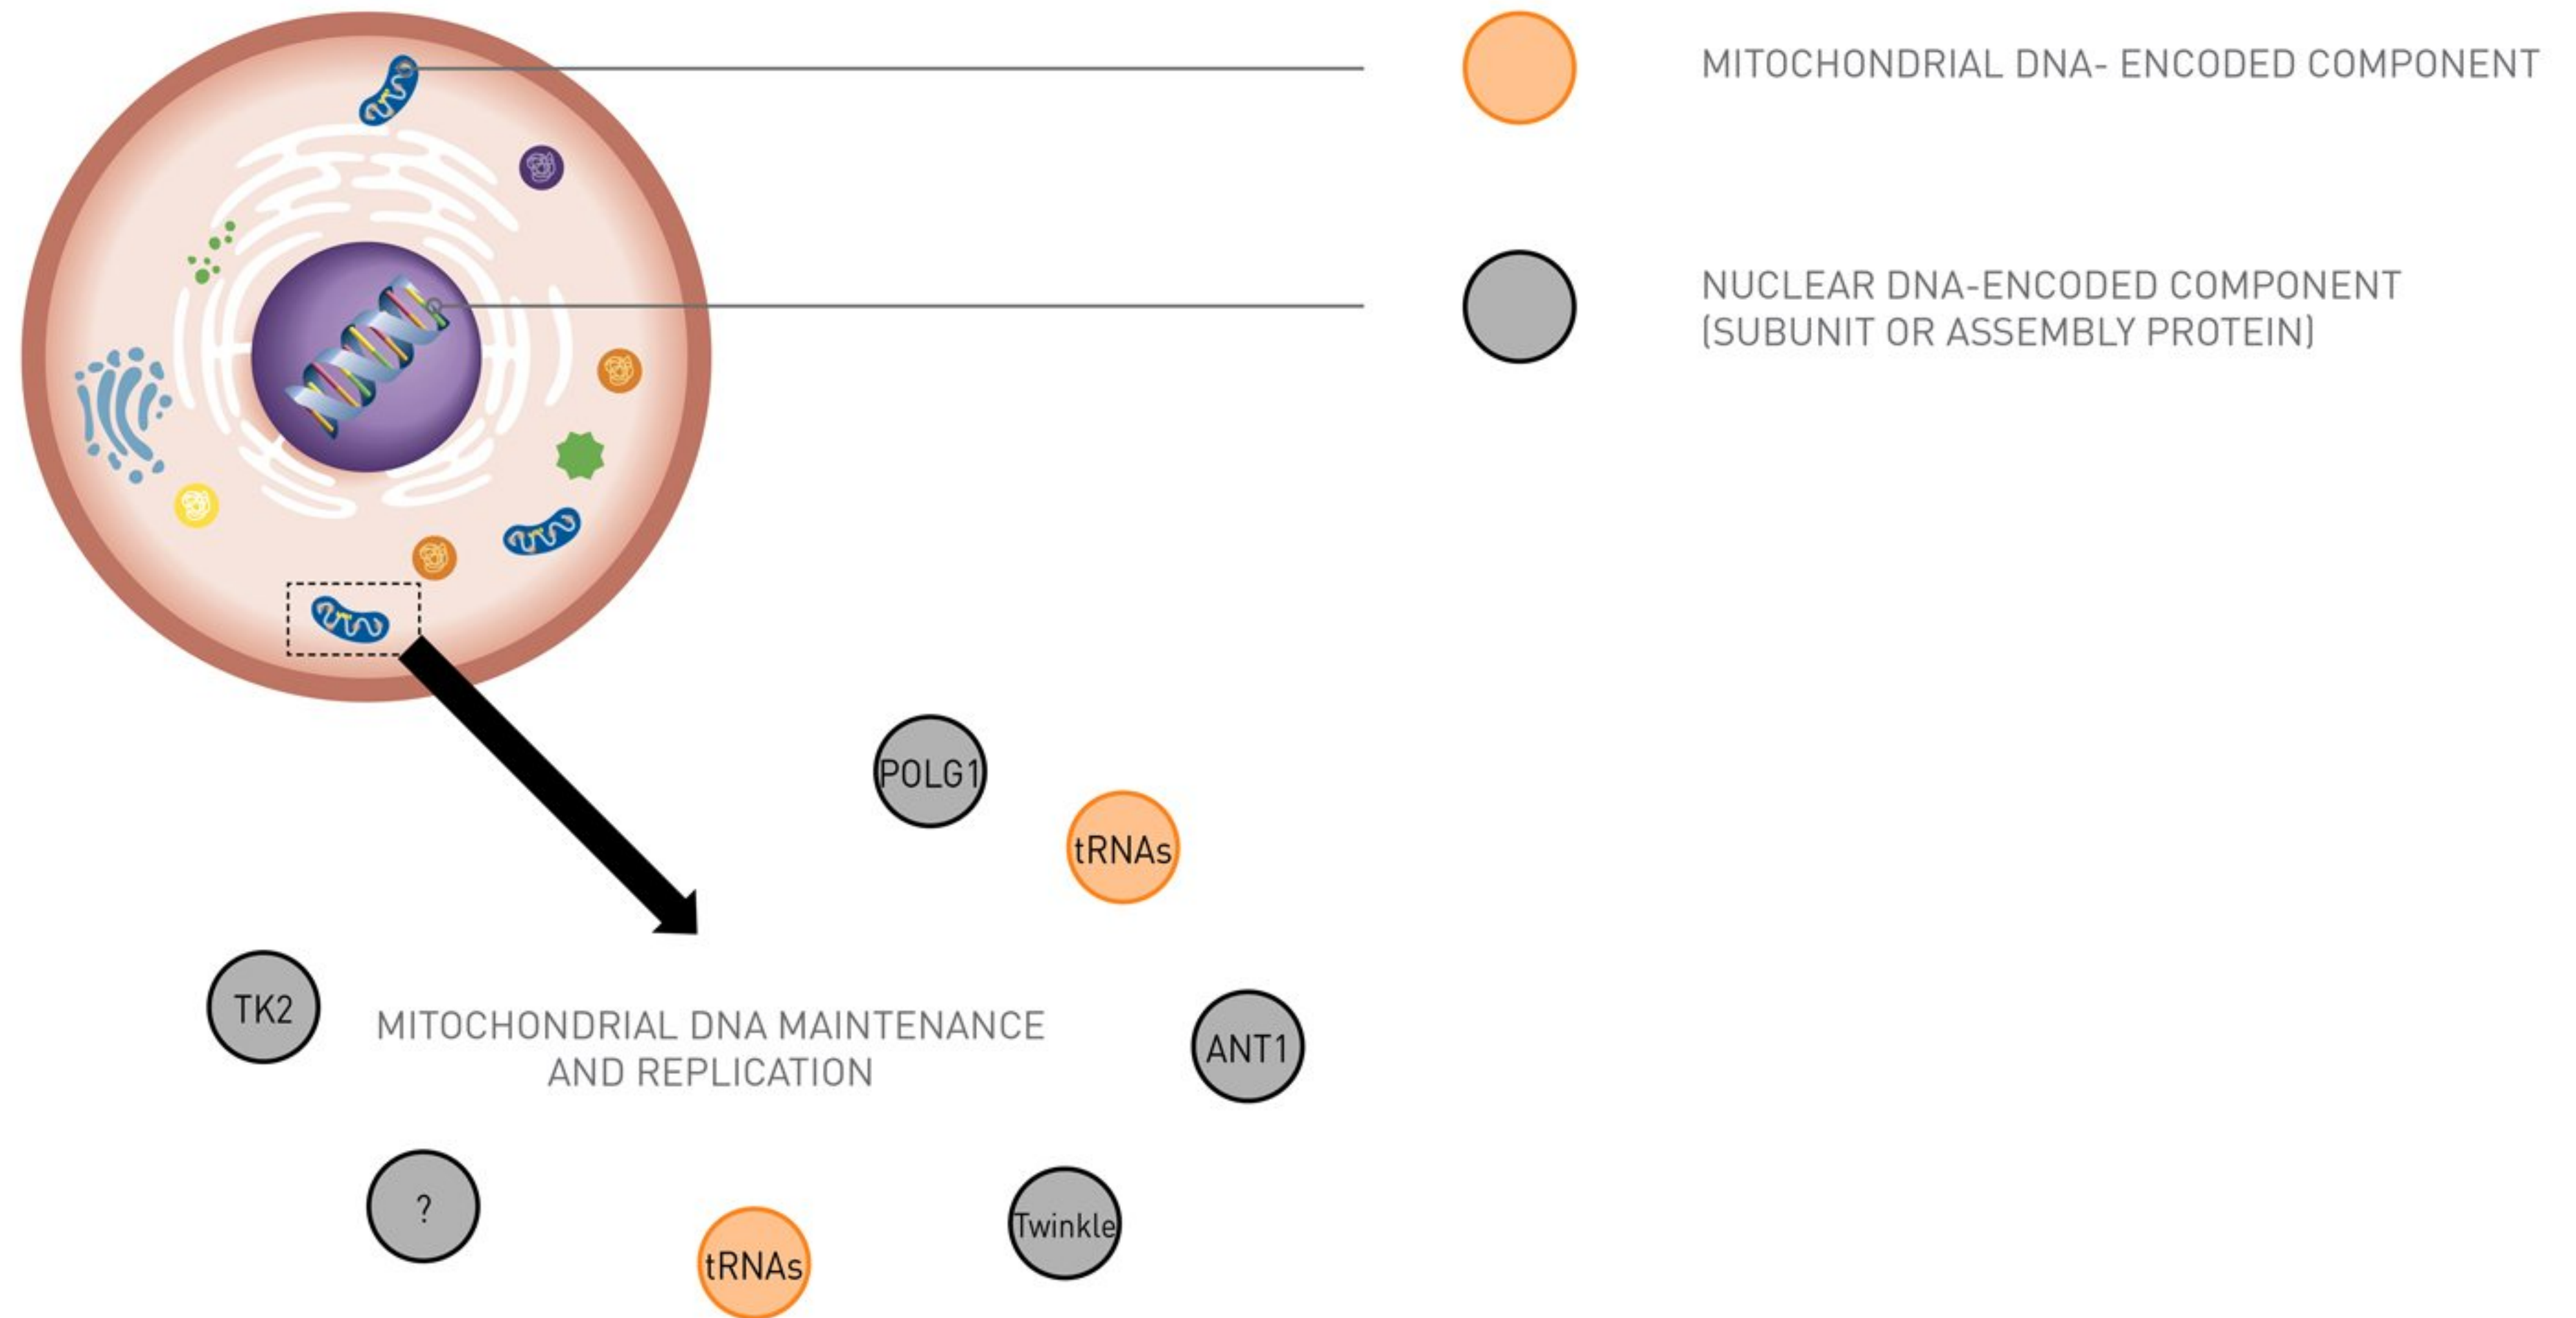 MITOCHONDRIAL DNA- ENCODED COMPONENT
NUCLEAR DNA-ENCODED COMPONENT
(SUBUNIT OR ASSEMBLY PROTEIN)
POLG1
tRNAs
TK2
MITOCHONDRIAL DNA MAINTENANCE
AND REPLICATION
ANT1
?
Twinkle
tRNAs